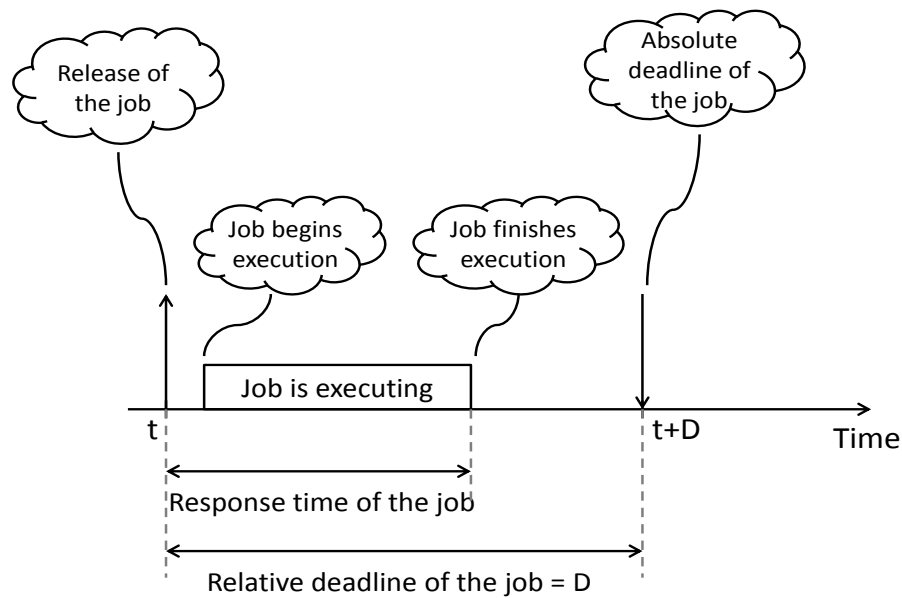 Release of
the job
Absolute
deadline of
the job
Job begins
execution
Job finishes
execution
Job is executing
t
t+D
Time
Response time of the job
Relative deadline of the job = D